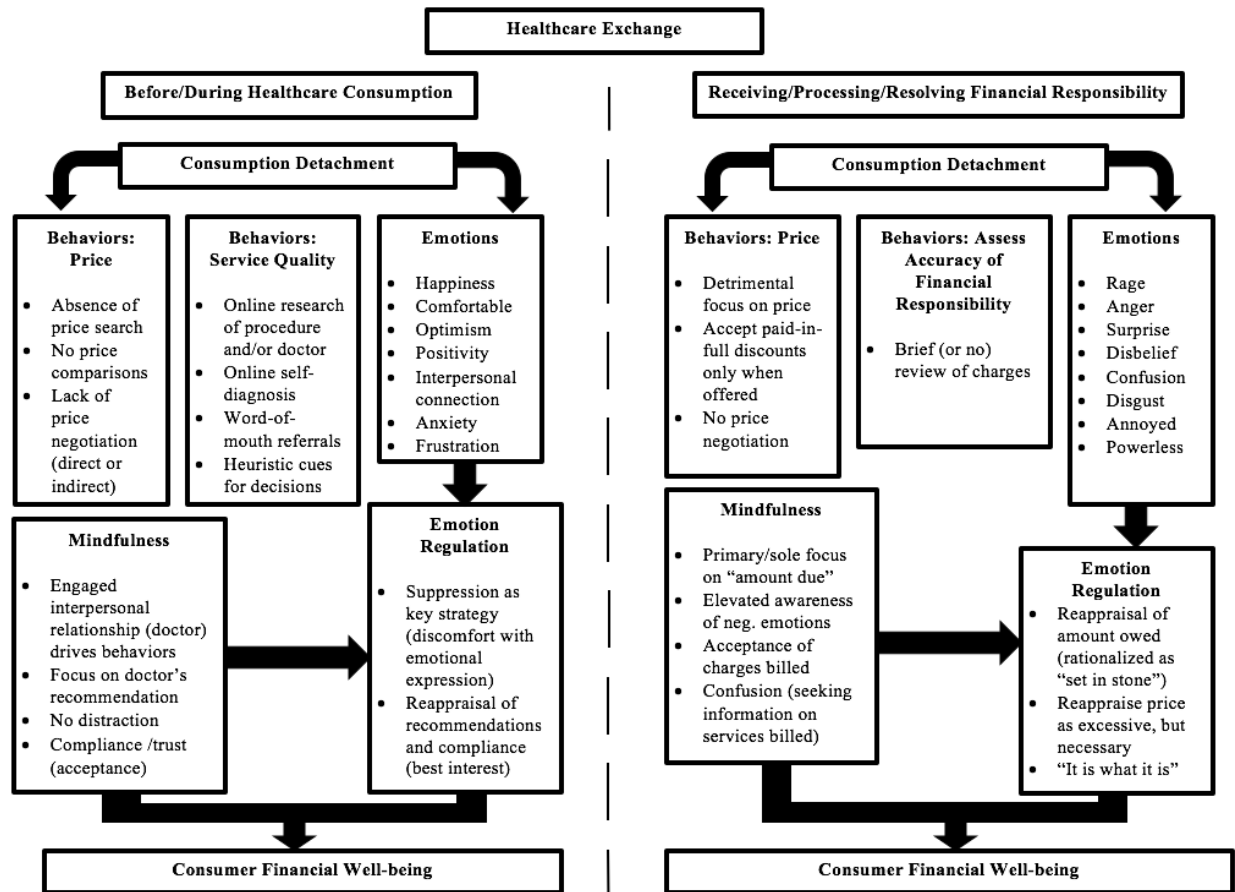 Healthcare Exchange
Before/During Healthcare Consumption
Consumption Detachment
Behaviors:
Price
• Absence of
price search
• No price
comparisons
• Lack of
price
negotiation
(direct or
indirect)
Behaviors:
Service Quality
• Online research
of procedure
and/or doctor
• Online self-
diagnosis
• Word-of-
mouth referrals
• Heuristic cues
for decisions
Emotions
• Happiness
• Comfortable
• Optimism
• Positivity
• Interpersonal
connection
• Anxiety
• Frustration
Mindfulness
• Engaged
interpersonal
relationship (doctor)
drives behaviors
• Focus on doctor’s
recommendation
• No distraction
• Compliance /trust
(acceptance)
Emotion
Regulation
• Suppression as
key strategy
(discomfort with
emotional
expression)
• Reappraisal of
recommendations
and compliance
(best interest)
Consumer Financial Well-being
Receiving/Processing/Resolving Financial Responsibility
Consumption Detachment
Behaviors: Price
• Detrimental
focus on price
• Accept paid-in-
full discounts
only when
offered
• No price
negotiation
Behaviors: Assess
Accuracy of
Financial
Responsibility
• Brief (or no)
review of charges
Emotions
• Rage
• Anger
• Surprise
• Disbelief
• Confusion
• Disgust
• Annoyed
• Powerless
Mindfulness
• Primary/sole focus
on “amount due”
• Elevated awareness
of neg. emotions
• Acceptance of
charges billed
• Confusion (seeking
information on
services billed)
Emotion
Regulation
• Reappraisal of
amount owed
(rationalized as
“set in stone”)
• Reappraise price
as excessive, but
necessary
• “It is what it is”
Consumer Financial Well-being